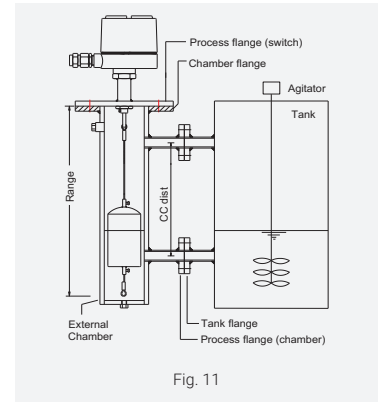 Process flange (switch)
Chamber flange
Agitator
Tank
Range
CC dist
External
Chamber
Tank flange
Process flange (chamber)
Fig. 11